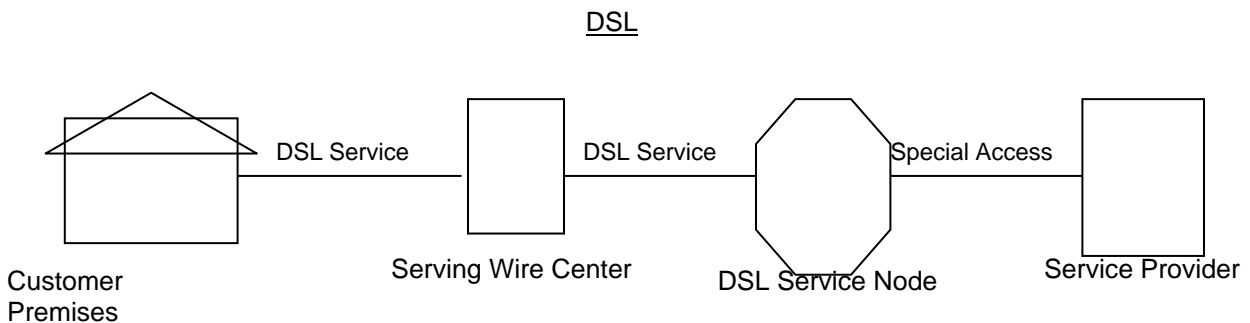 DSL
DSL Service
DSL Service
Special Access
Customer
Premises
Serving Wire Center
DSL Service Node
Service Provider